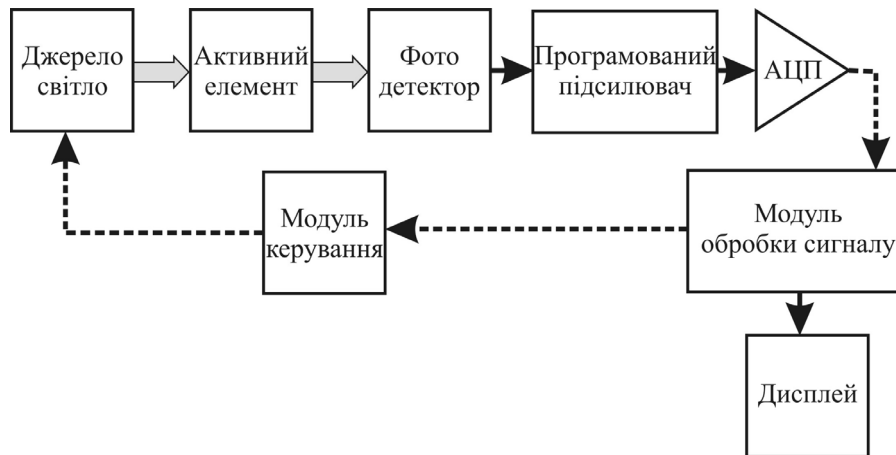 Джерело
світло
Активний
елемент
Фото
детектор
Програмований
підсилювач
АЦП
Модуль
керування
Модуль
обробки сигналу
Дисплей